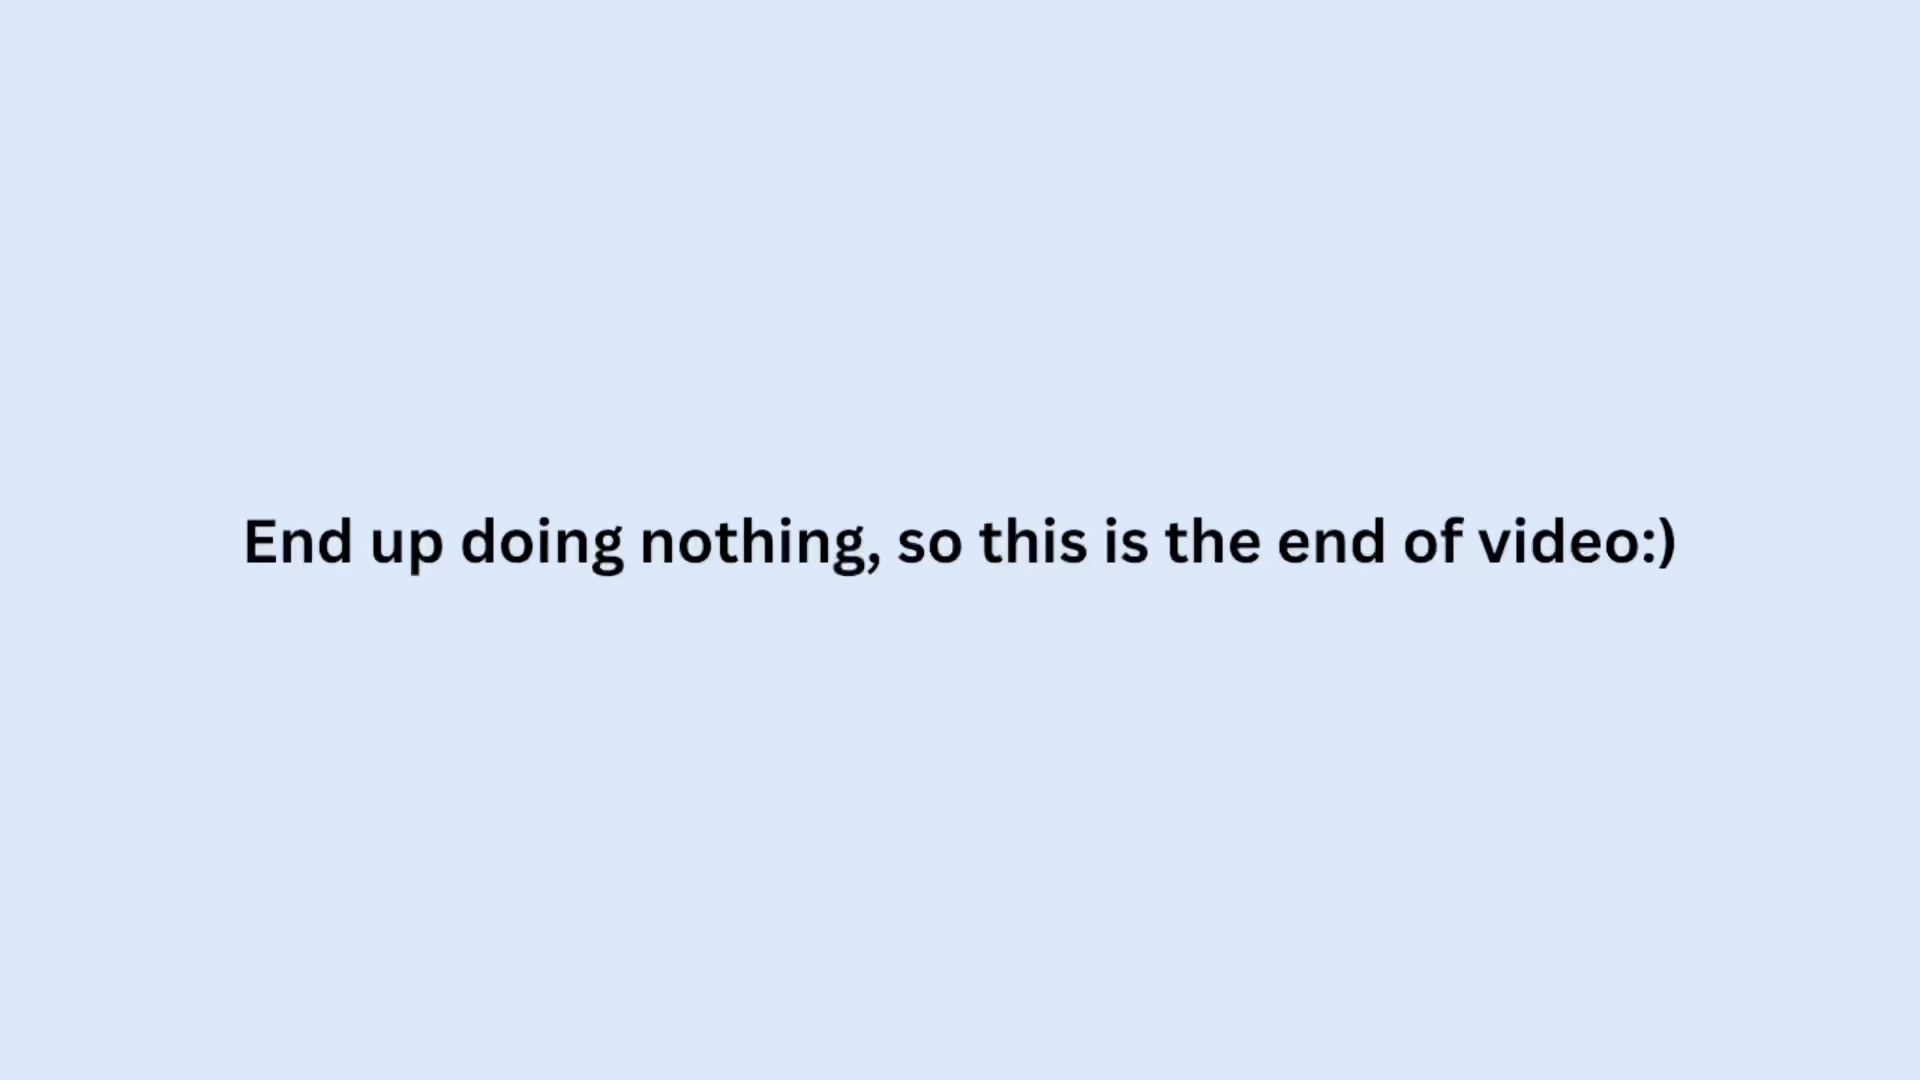 End up doing nothing, so this is the end of video:)